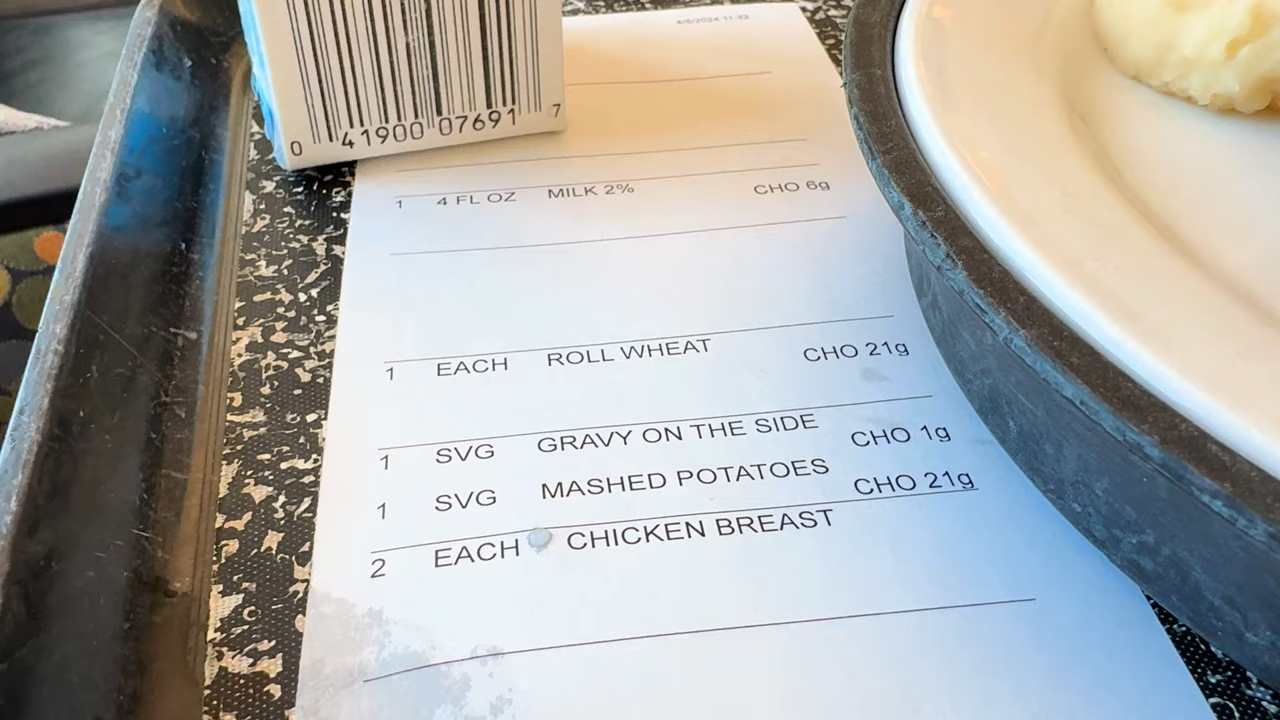 0 41900 07691 7
1 4 FL OZ MILK 2% CHO 6g
1 EACH ROLL WHEAT CHO 21g
1 SVG GRAVY ON THE SIDE CHO 1g
1 SVG MASHED POTATOES CHO 21g
2 EACH CHICKEN BREAST